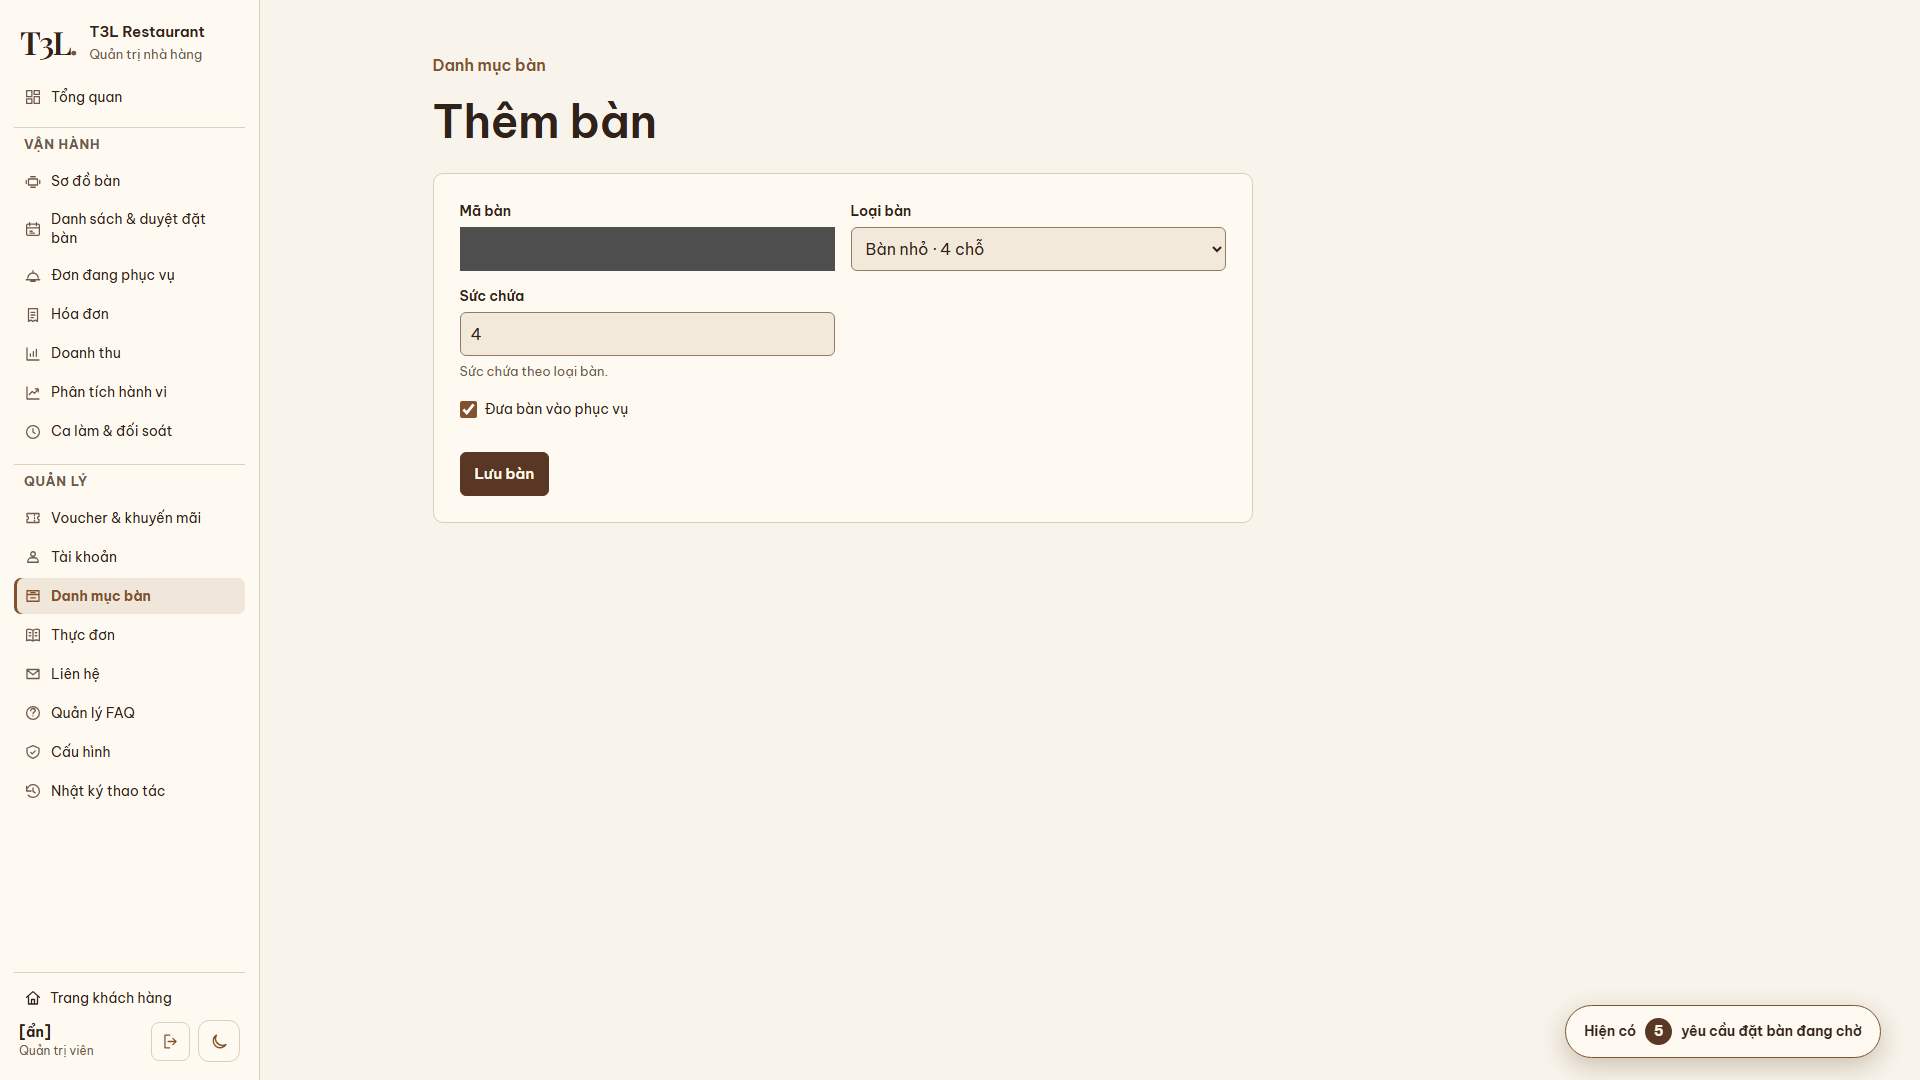 T3L.
T3L Restaurant
Quản trị nhà hàng
Tổng quan
VẬN HÀNH
Sơ đồ bàn
Danh sách & duyệt đặt
bàn
Đơn đang phục vụ
Hóa đơn
Doanh thu
Phân tích hành vi
Ca làm & đối soát
QUẢN LÝ
Voucher & khuyến mãi
Tài khoản
Danh mục bàn
Thực đơn
Liên hệ
Quản lý FAQ
Cấu hình
Nhật ký thao tác
Trang khách hàng
[ẩn]
Quản trị viên
Danh mục bàn
Thêm bàn
Mã bàn
Loại bàn
Bàn nhỏ · 4 chỗ
Sức chứa
4
Sức chứa theo loại bàn.
Đưa bàn vào phục vụ
Lưu bàn
Hiện có 5 yêu cầu đặt bàn đang chờ